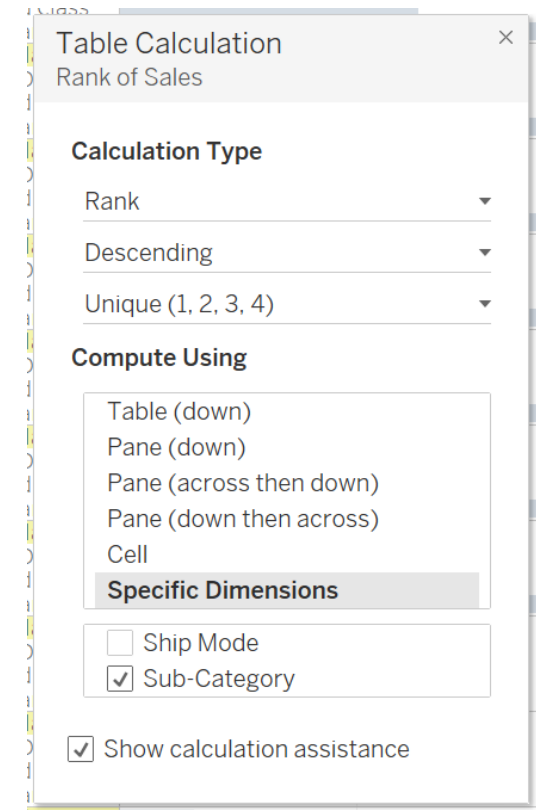 Table Calculation
Rank of Sales
Calculation Type
Rank
Descending
Unique (1, 2, 3, 4)
Compute Using
Table (down)
Pane (down)
Pane (across then down)
Pane (down then across)
Cell
Specific Dimensions
Ship Mode
Sub-Category
Show calculation assistance